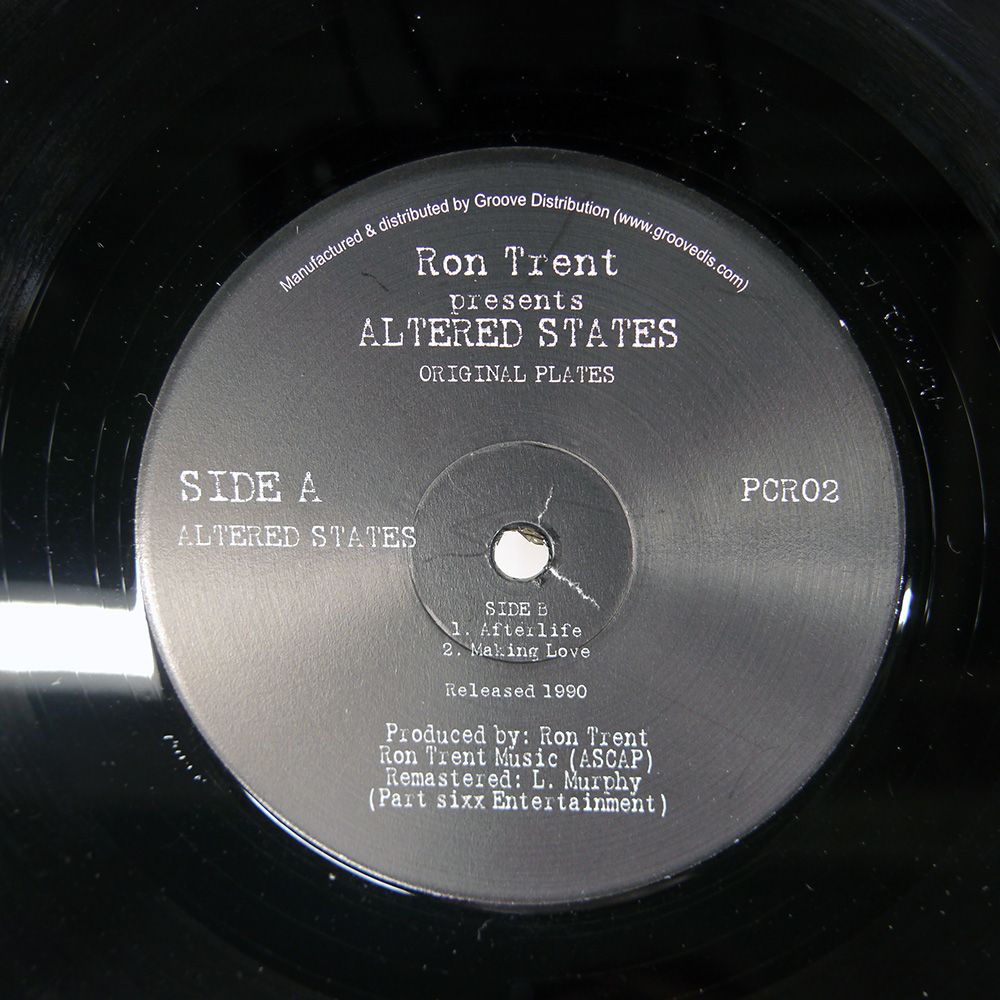 Manufactured & distributed by Groove Distribution (www.groovedis.com)
Ron Trent
presents
ALTERED STATES
ORIGINAL PLATES
SIDE A
PCR02
ALTERED STATES
SIDE B
1. Afterlife
2. Making Love
Released 1990
Produced by: Ron Trent
Ron Trent Music (ASCAP)
Remastered: L. Murphy
(Part sixx Entertainment)